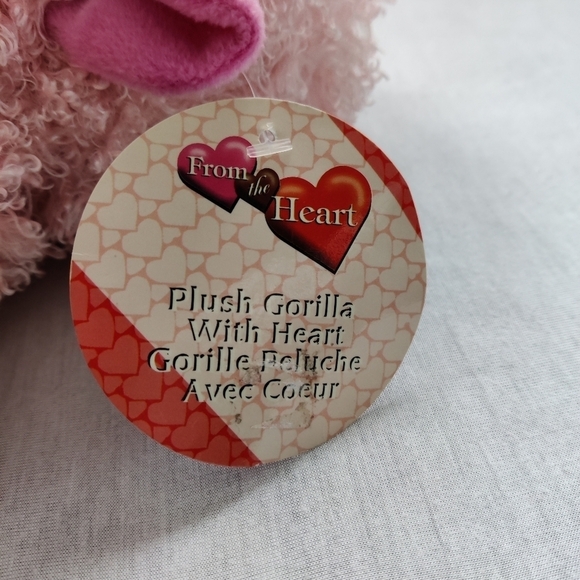 From
the
Heart
Plush Gorilla
With Heart
Gorille Peluche
Avec Coeur